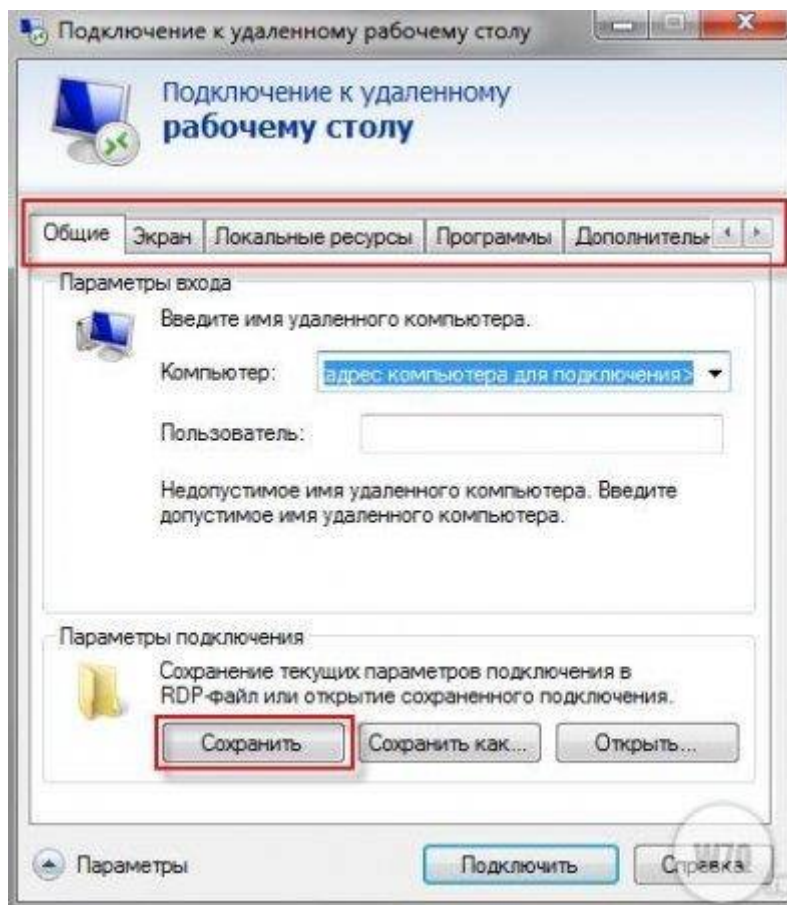 Подключение к удаленному рабочему столу
Подключение к удаленному
рабочему столу
Общие Экран Локальные ресурсы Программы Дополнительн
Параметры входа
Введите имя удаленного компьютера.
Компьютер: адрес компьютера для подключения>
Пользователь:
Недопустимое имя удаленного компьютера. Введите
допустимое имя удаленного компьютера.
Параметры подключения
Сохранение текущих параметров подключения в
RDP-файл или открытие сохраненного подключения.
Сохранить Сохранить как... Открыть...
Параметры Подключить Справка